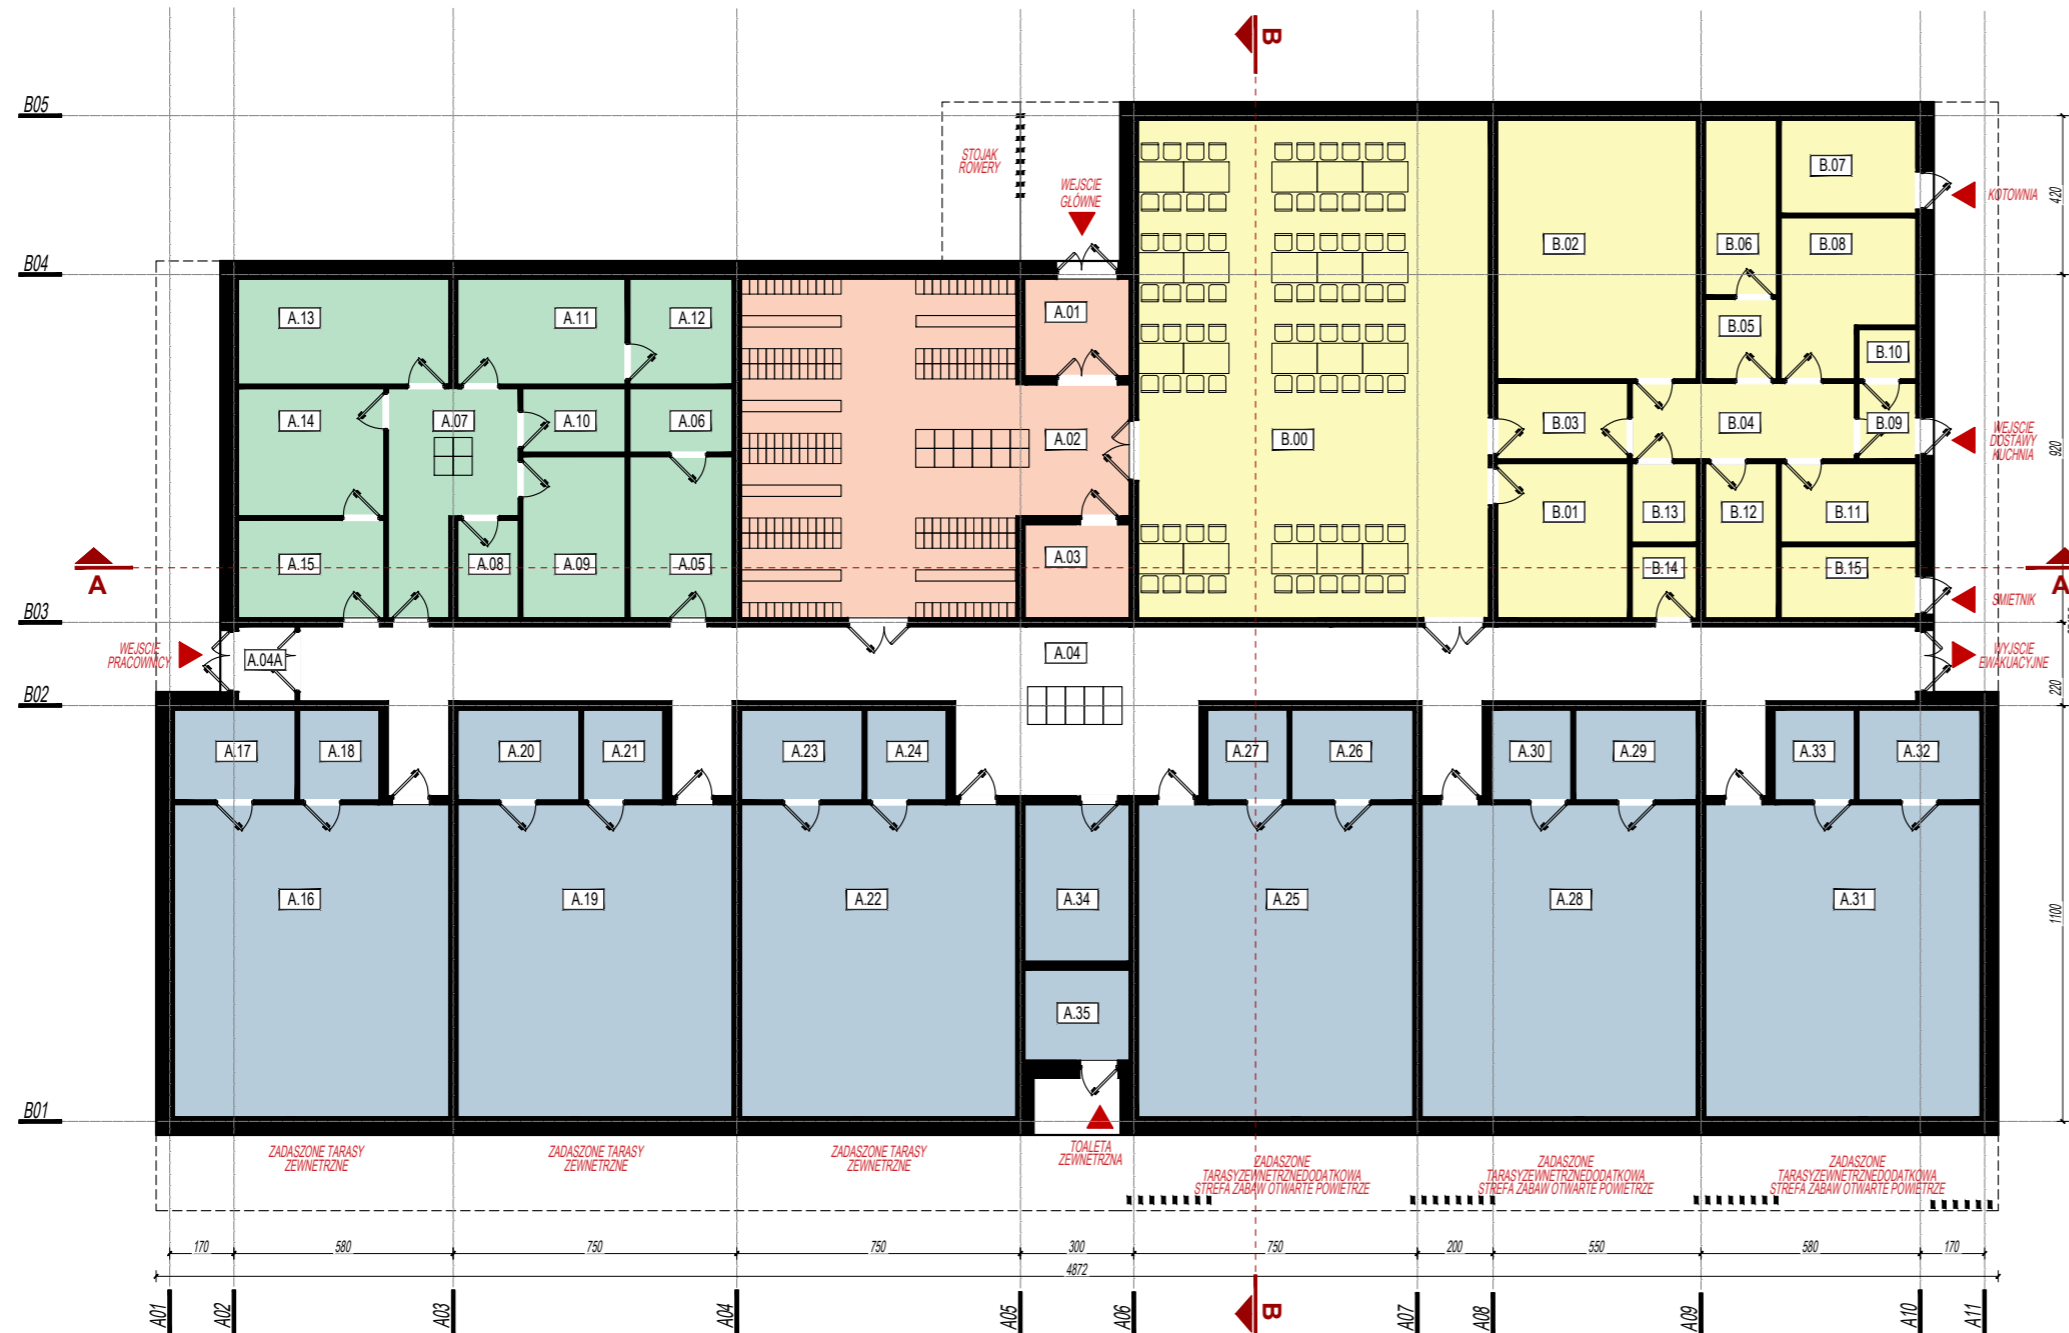 B
B05
STOJAK
ROWERY
WEJSCIE
GŁÓWNE
B.07
KOTOWNIA
420
B04
B.02
B.06
B.08
A.13
A.11
A.12
A.01
B.05
B.10
A.14
A.07
A.10
A.06
A.02
B.00
B.03
B.04
B.09
WEJSCIE
DOSTAWY
KUCHNIA
920
B.01
B.13
B.12
B.11
A.15
A.08
A.09
A.05
A.03
B.14
B.15
A
A
B03
SMIETNIK
WEJSCIE
PRACOWNICY
A.04A
A.04
WYJSCIE
EWAKUACYJNE
220
B02
A.17
A.18
A.20
A.21
A.23
A.24
A.27
A.26
A.30
A.29
A.33
A.32
A.16
A.19
A.22
A.34
A.25
A.28
A.31
1100
A.35
B01
ZADASZONE TARASY
ZEWNETRZNE
ZADASZONE TARASY
ZEWNETRZNE
ZADASZONE TARASY
ZEWNETRZNE
TOALETA
ZEWNETRZNA
ZADASZONE
TARASYZEWNETRZNEDODATKOWA
STREFA ZABAW OTWARTE POWIETRZE
ZADASZONE
TARASYZEWNETRZNEDODATKOWA
STREFA ZABAW OTWARTE POWIETRZE
ZADASZONE
TARASYZEWNETRZNEDODATKOWA
STREFA ZABAW OTWARTE POWIETRZE
170
580
750
750
300
750
200
550
580
170
4872
A01
A02
A03
A04
A05
A06
B
A07
A08
A09
A10
A11